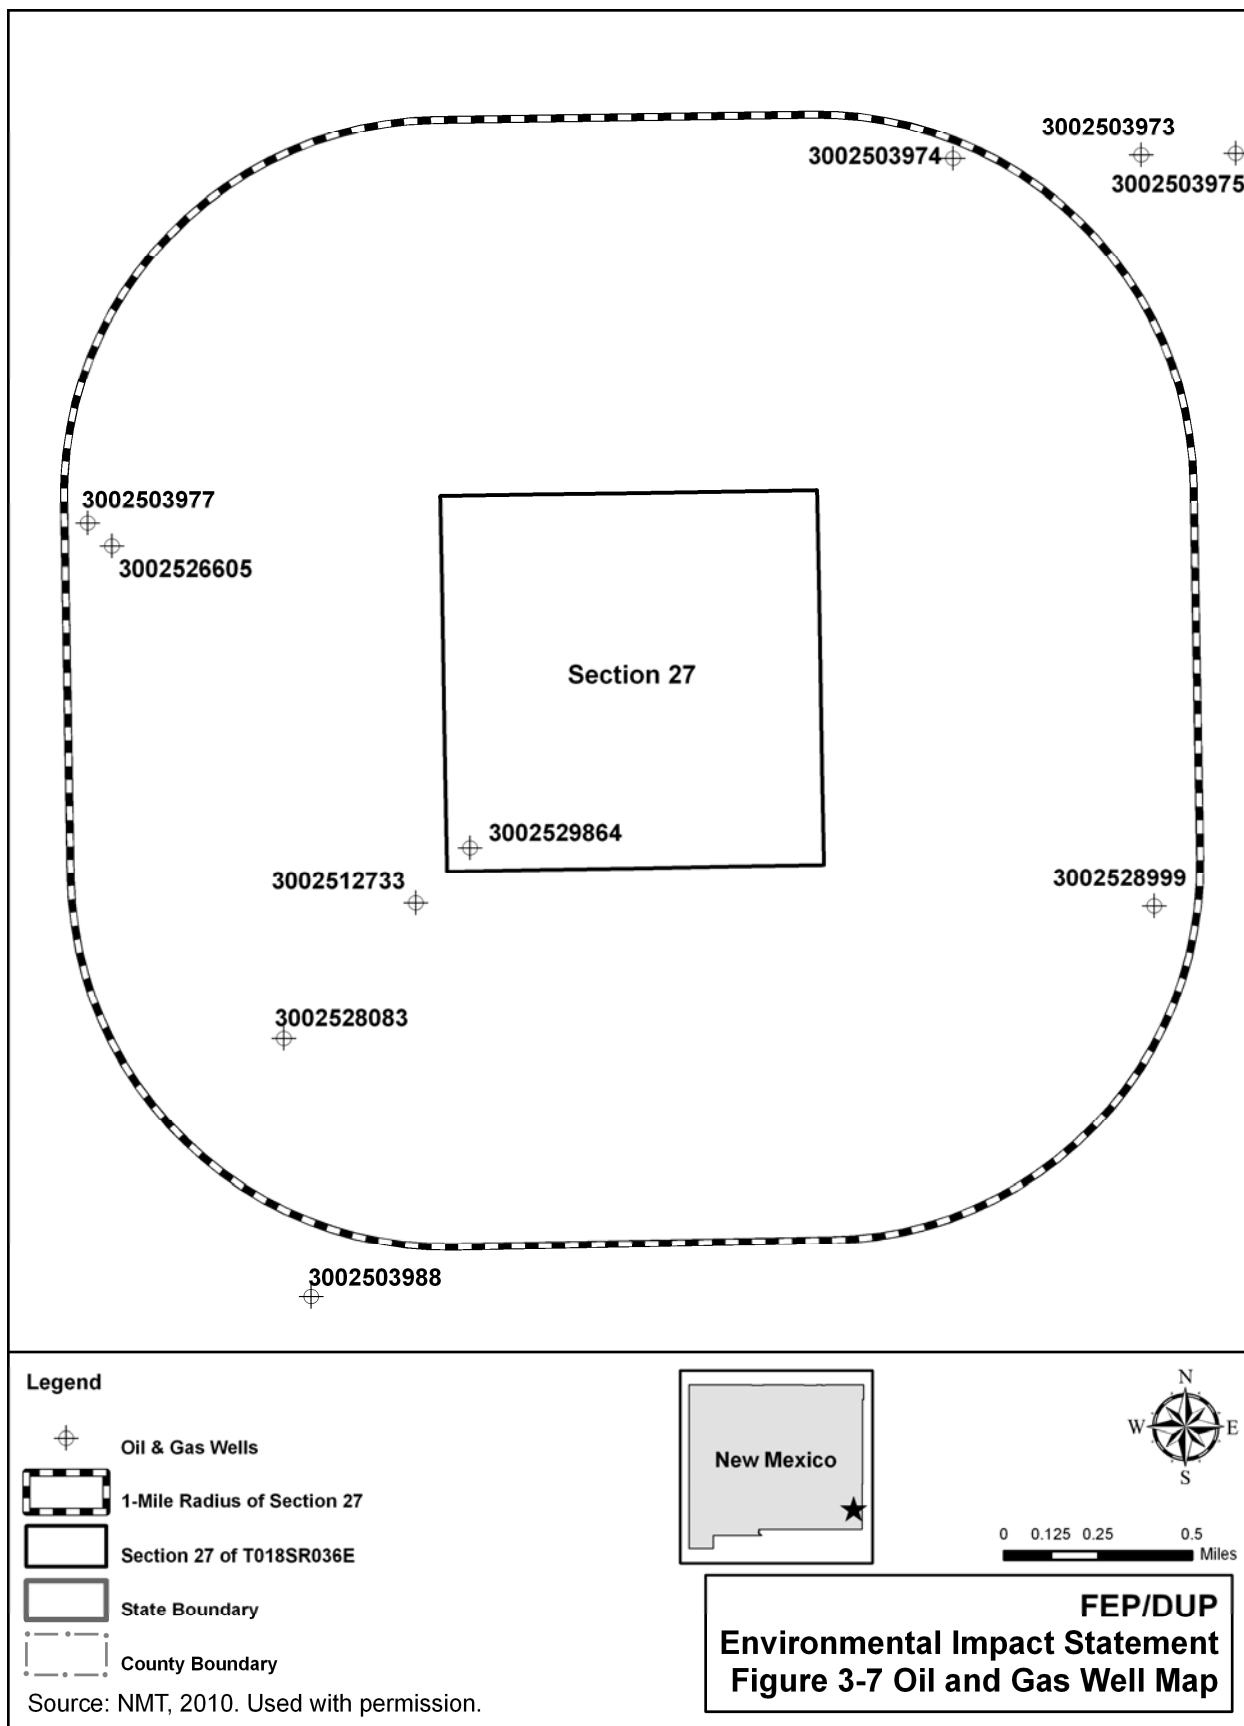 3002503973
3002503974
3002503975
3002503977
3002526605
Section 27
3002529864
3002512733
3002528999
3002528083
3002503988
Legend
Oil & Gas Wells
1-Mile Radius of Section 27
Section 27 of T018SR036E
State Boundary
County Boundary
Source: NMT, 2010. Used with permission.
New Mexico
N
W E
S
0 0.125 0.25 0.5
Miles
FEP/DUP
Environmental Impact Statement
Figure 3-7 Oil and Gas Well Map